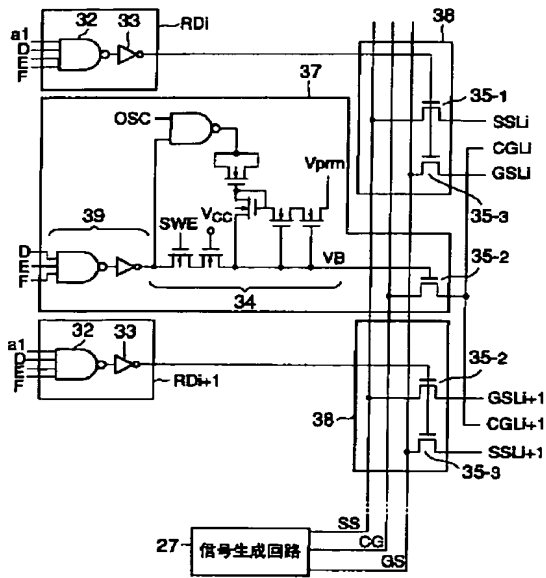 32
33
RDi
a1
D
E
F
38
37
35-1
SSLi
CGLi
GSLi
35-3
OSC
Vprm
VCC
SWE
39
D
E
F
VB
34
35-2
32
33
a1
D
E
F
RDi+1
35-2
GSLi+1
38
CGLi+1
SSLi+1
35-3
SS
CG
GS
27
信号生成回路